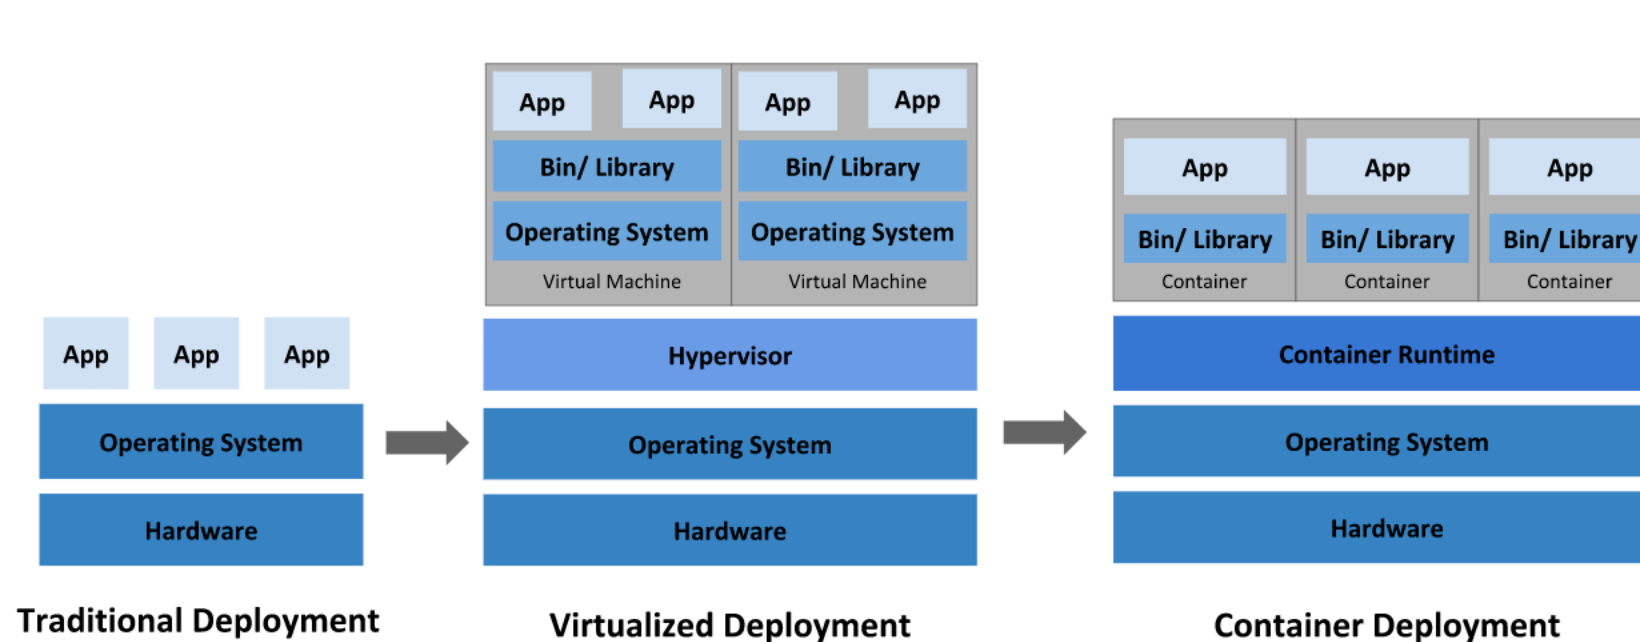 App App App
Operating System
Hardware
Traditional Deployment
App App App App
Bin/ Library Bin/ Library
Operating System Operating System
Virtual Machine Virtual Machine
Hypervisor
Operating System
Hardware
Virtualized Deployment
App App App
Bin/ Library Bin/ Library Bin/ Library
Container Container Container
Container Runtime
Operating System
Hardware
Container Deployment